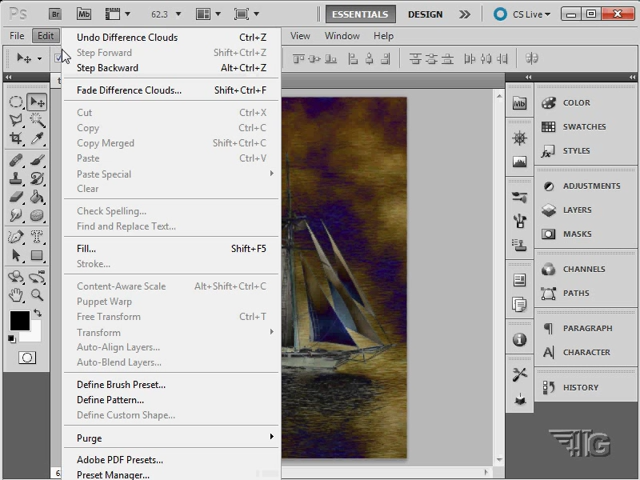 Ps Br Mb 62.3 ESSENTIALS DESIGN CS Live
File Edit View Window Help
Undo Difference Clouds Ctrl+Z
Step Forward Shift+Ctrl+Z
Step Backward Alt+Ctrl+Z
Fade Difference Clouds... Shift+Ctrl+F
Cut Ctrl+X
Copy Ctrl+C
Copy Merged Shift+Ctrl+C
Paste Ctrl+V
Paste Special
Clear
Check Spelling...
Find and Replace Text...
Fill... Shift+F5
Stroke...
Content-Aware Scale Alt+Shift+Ctrl+C
Puppet Warp
Free Transform Ctrl+T
Transform
Auto-Align Layers...
Auto-Blend Layers...
Define Brush Preset...
Define Pattern...
Define Custom Shape...
Purge
Adobe PDF Presets...
Preset Manager...
Mb
COLOR
SWATCHES
STYLES
ADJUSTMENTS
LAYERS
MASKS
CHANNELS
PATHS
PARAGRAPH
CHARACTER
HISTORY